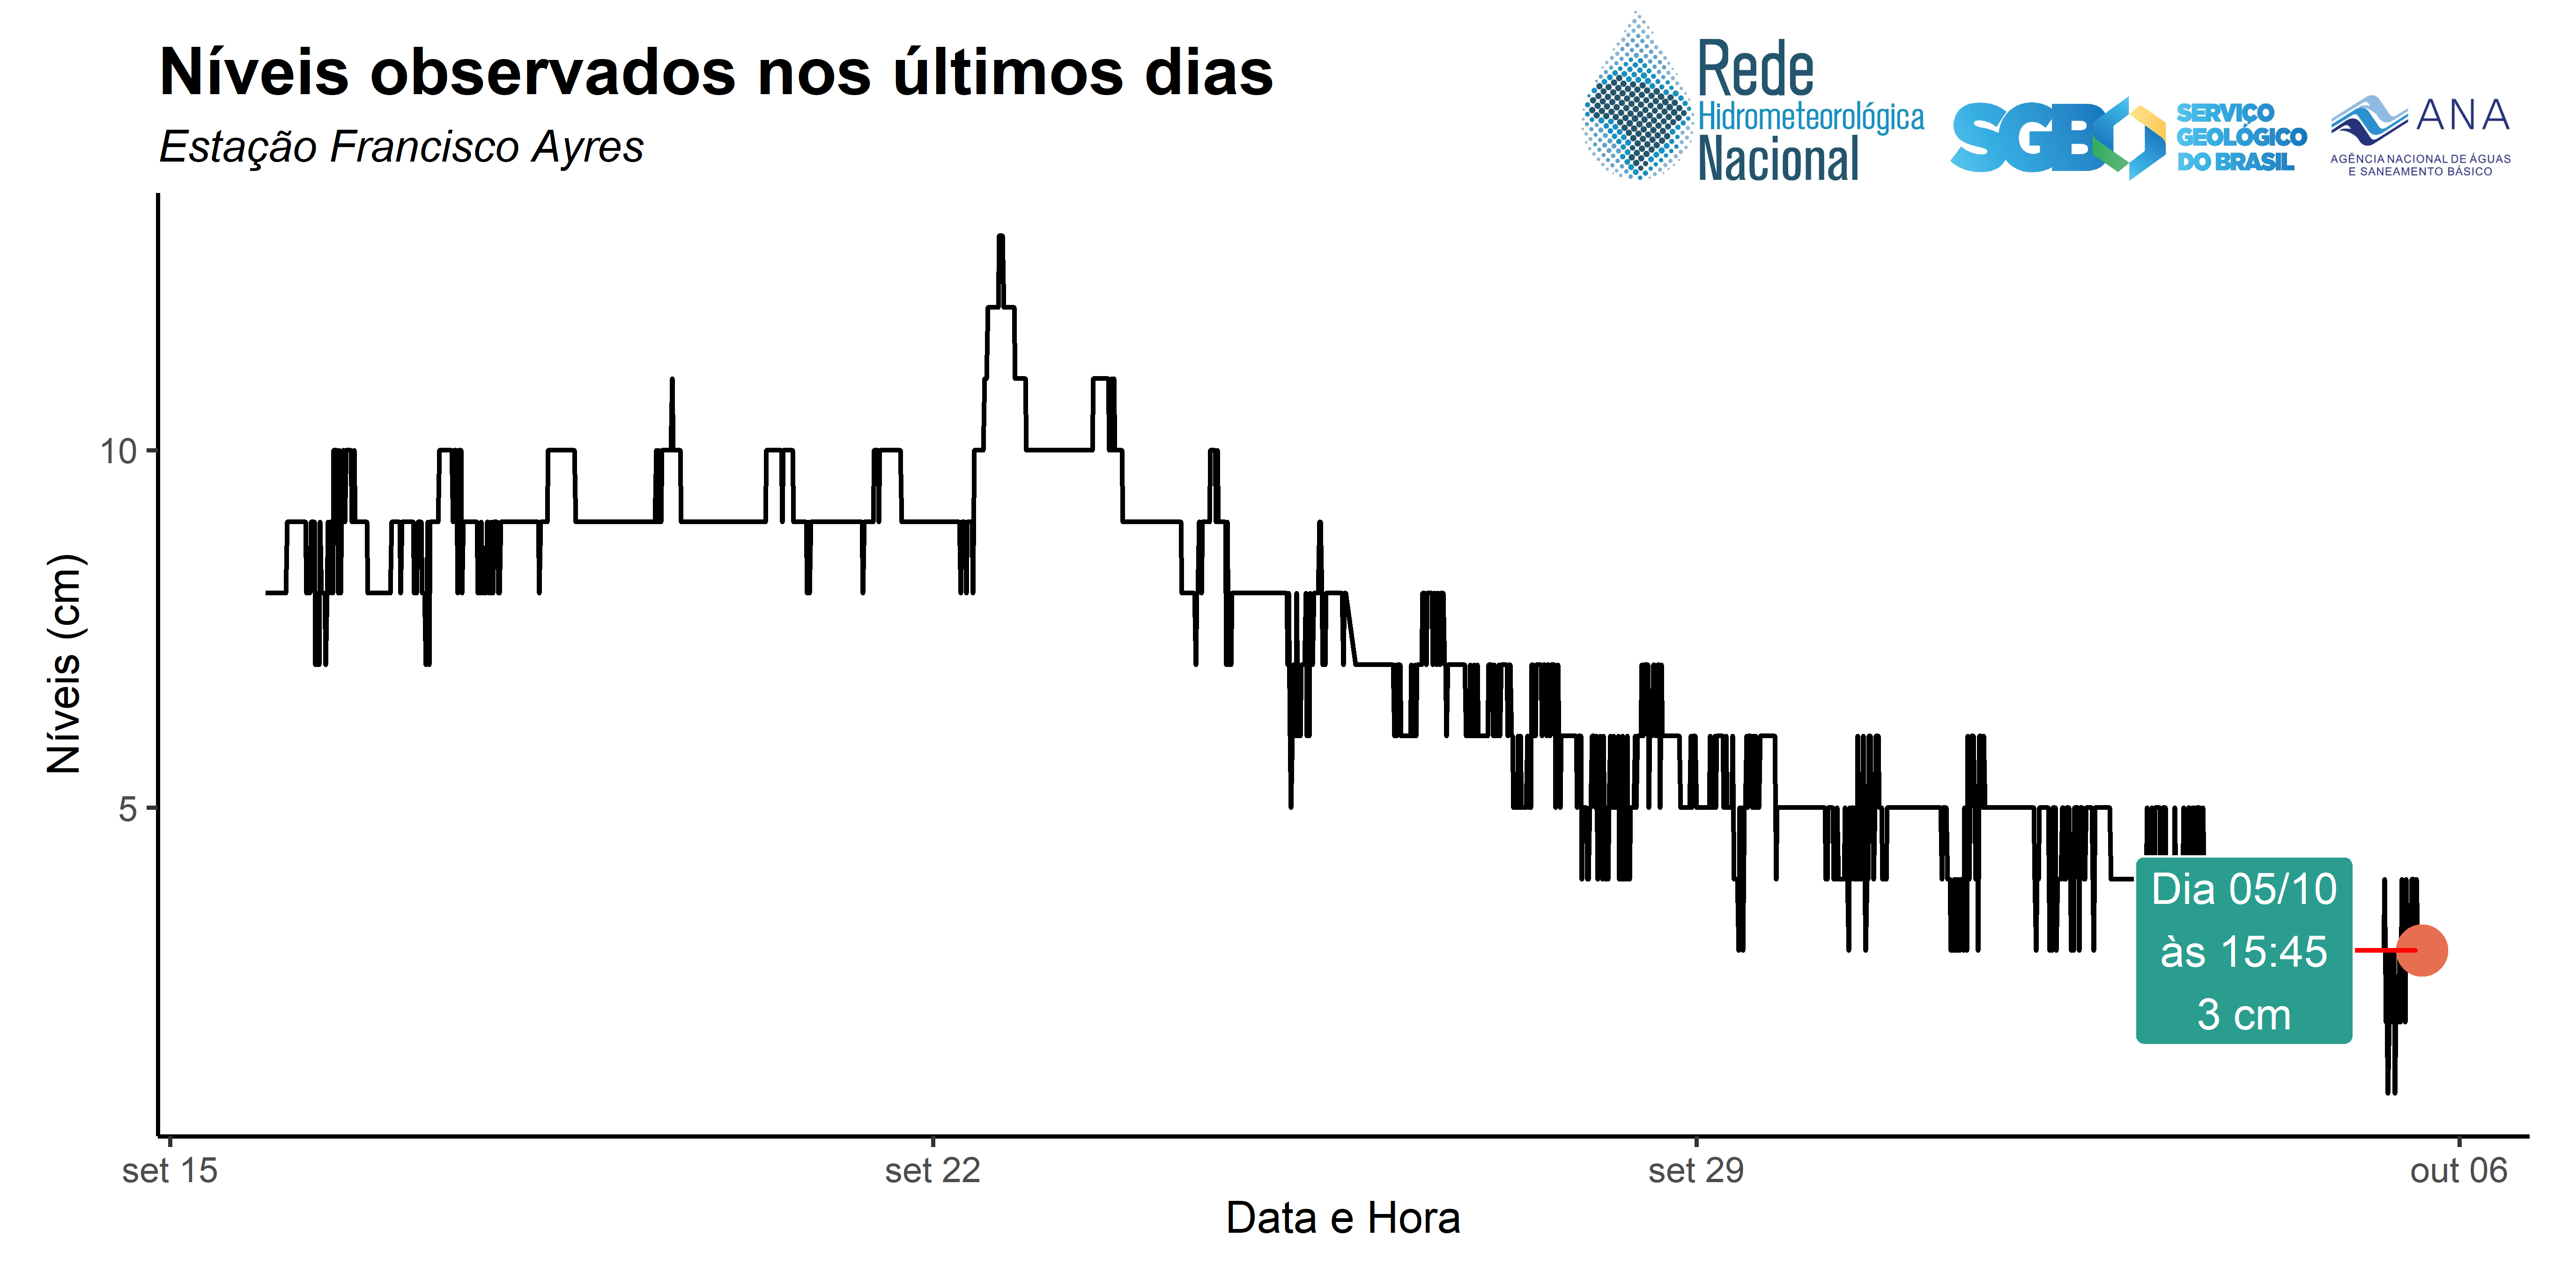 Níveis observados nos últimos dias
Estação Francisco Ayres
Rede
Hidrometeorológica
Nacional
SGB
SERVIÇO
GEOLÓGICO
DO BRASIL
ANA
AGÊNCIA NACIONAL DE ÁGUAS
E SANEAMENTO BÁSICO
Níveis (cm)
10
5
Dia 05/10
às 15:45
3 cm
set 15
set 22
set 29
out 06
Data e Hora